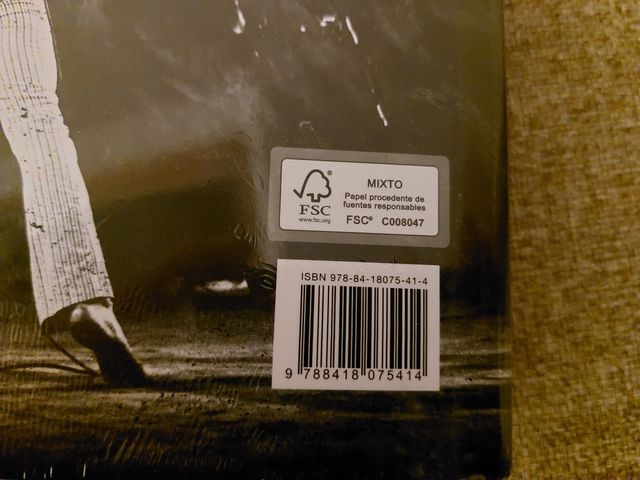 MIXTO
Papel procedente de
fuentes responsables
FSC® C008047
®
FSC
www.fsc.org
ISBN 978-84-18075-41-4
9 788418 075414